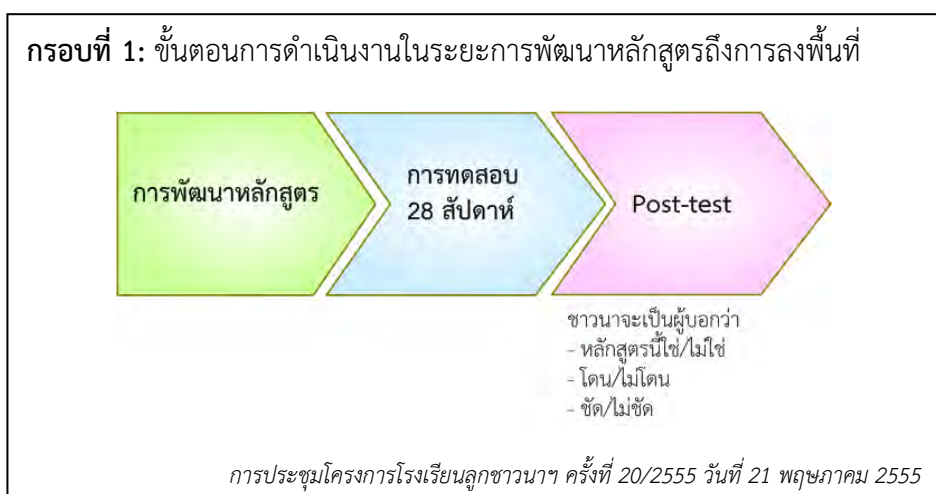 กรอบที่ 1: ขั้นตอนการดำเนินงานในระยะการพัฒนาหลักสูตรถึงการลงพื้นที่
การพัฒนาหลักสูตร
การทดสอบ
28 สัปดาห์
Post-test
ชาวนาจะเป็นผู้บอกว่า
- หลักสูตรนี้ใช่/ไม่ใช่
- โดน/ไม่โดน
- ชัด/ไม่ชัด
การประชุมโครงการโรงเรียนลูกชาวนาฯ ครั้งที่ 20/2555 วันที่ 21 พฤษภาคม 2555